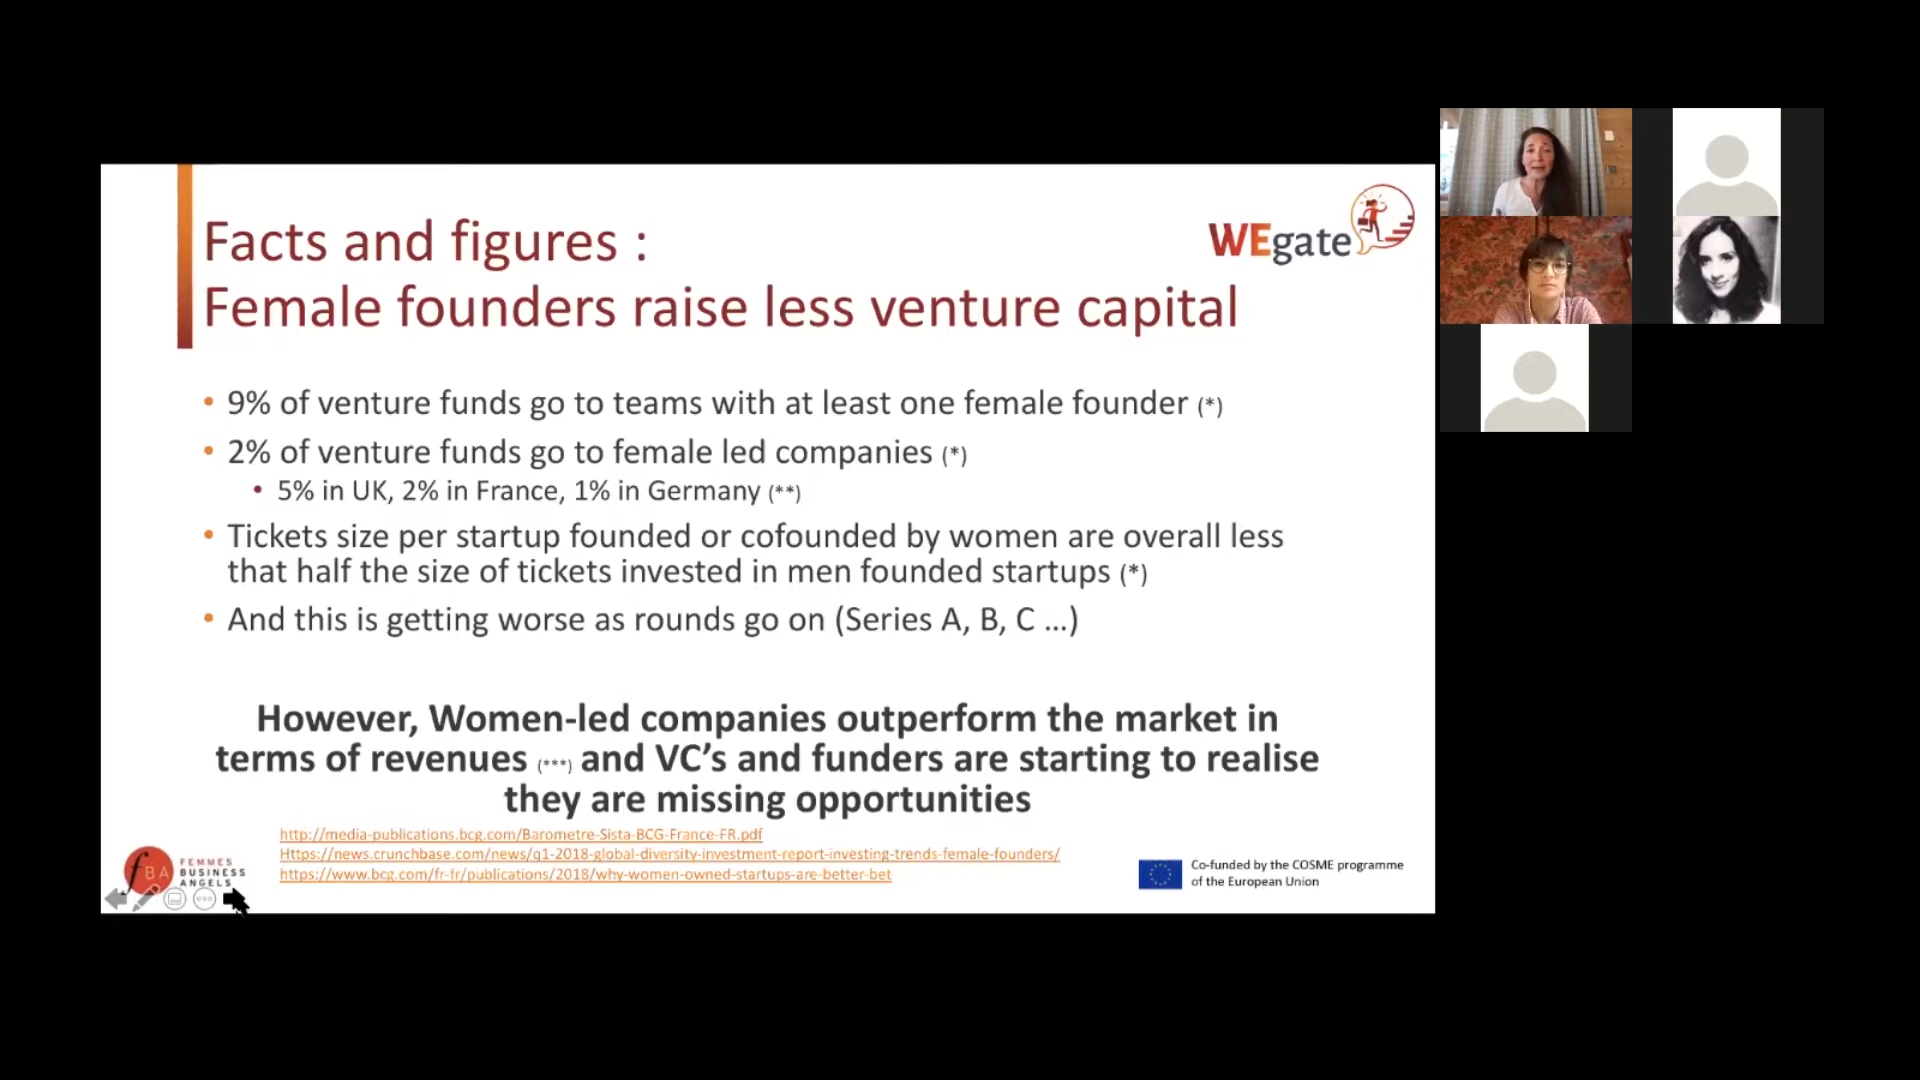 Facts and figures :
Female founders raise less venture capital
WEgate
• 9% of venture funds go to teams with at least one female founder (*)
• 2% of venture funds go to female led companies (*)
• 5% in UK, 2% in France, 1% in Germany (**)
• Tickets size per startup founded or cofounded by women are overall less
that half the size of tickets invested in men founded startups (*)
• And this is getting worse as rounds go on (Series A, B, C ...)
However, Women-led companies outperform the market in
terms of revenues (***) and VC's and funders are starting to realise
they are missing opportunities
http://media-publications.bcg.com/Barometre-Sista-BCG-France-FR.pdf
Https://news.crunchbase.com/news/q1-2018-global-diversity-investment-report-investing-trends-female-founders/
https://www.bcg.com/fr-fr/publications/2018/why-women-owned-startups-are-better-bet
fBA
FEMMES
BUSINESS
ANGELS
Co-funded by the COSME programme
of the European Union